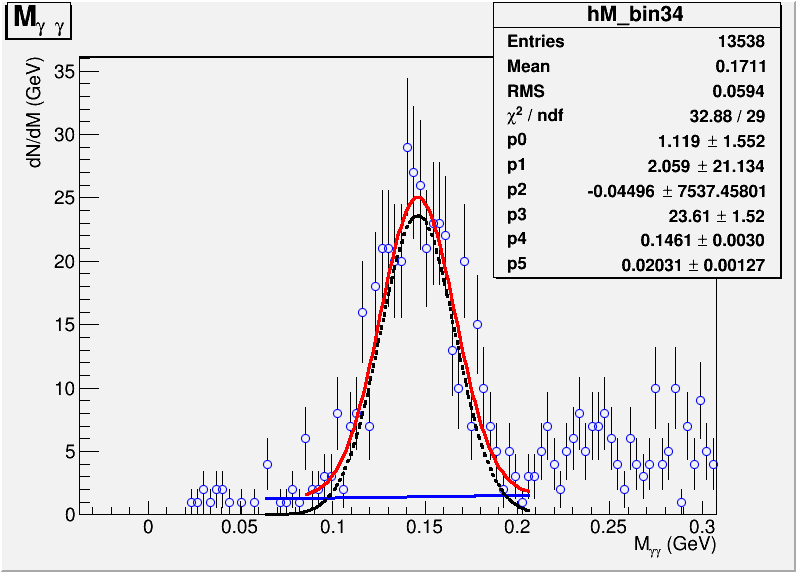 M γ γ
hM_bin34
Entries 13538
Mean 0.1711
RMS 0.0594
χ² / ndf 32.88 / 29
p0 1.119 ± 1.552
p1 2.059 ± 21.134
p2 -0.04496 ± 7537.45801
p3 23.61 ± 1.52
p4 0.1461 ± 0.0030
p5 0.02031 ± 0.00127
dN/dM (GeV)
35
30
25
20
15
10
5
0
0 0.05 0.1 0.15 0.2 0.25 0.3
Mγγ (GeV)